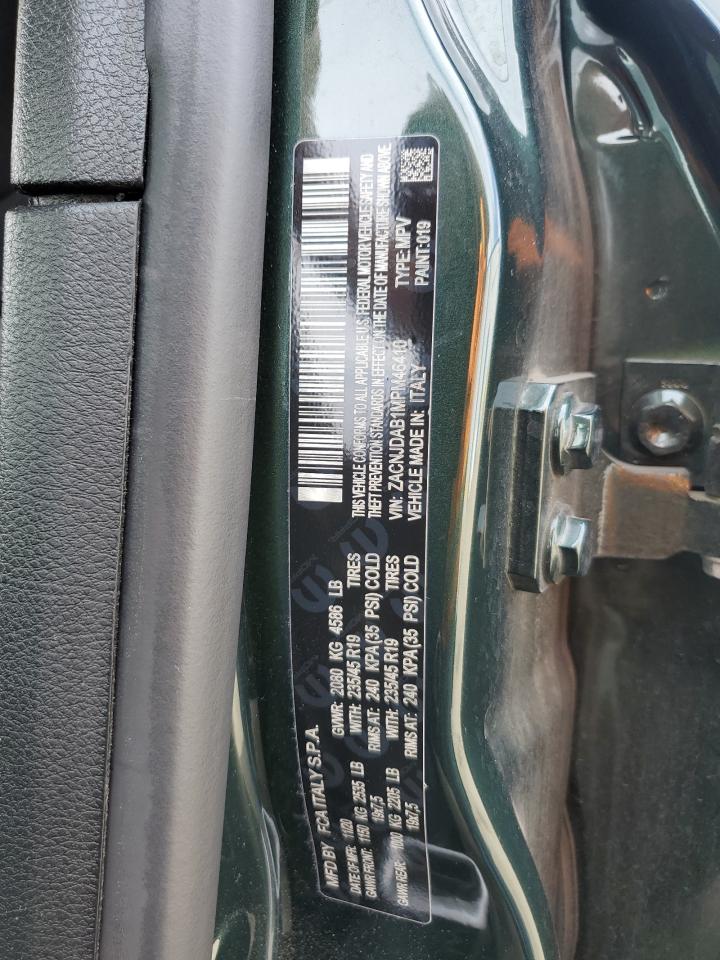 MFD BY FCA ITALY S.P.A.
DATE OF MFR: 11/20 GVWR: 2080 KG 4586 LB
GAWR FRONT: 1150 KG 2535 LB WITH: 235/45 R19 TIRES
19x7,5 RIMS AT: 240 KPA(35 PSI) COLD
GAWR REAR: 1000 KG 2205 LB WITH: 235/45 R19 TIRES
19x7,5 RIMS AT: 240 KPA(35 PSI) COLD
THIS VEHICLE CONFORMS TO ALL APPLICABLE U.S. FEDERAL MOTOR VEHICLE SAFETY AND
THEFT PREVENTION STANDARDS IN EFFECT ON THE DATE OF MANUFACTURE SHOWN ABOVE.
VIN: ZACNJDAB1MPM46410 TYPE: MPV
VEHICLE MADE IN: ITALY PAINT: 019